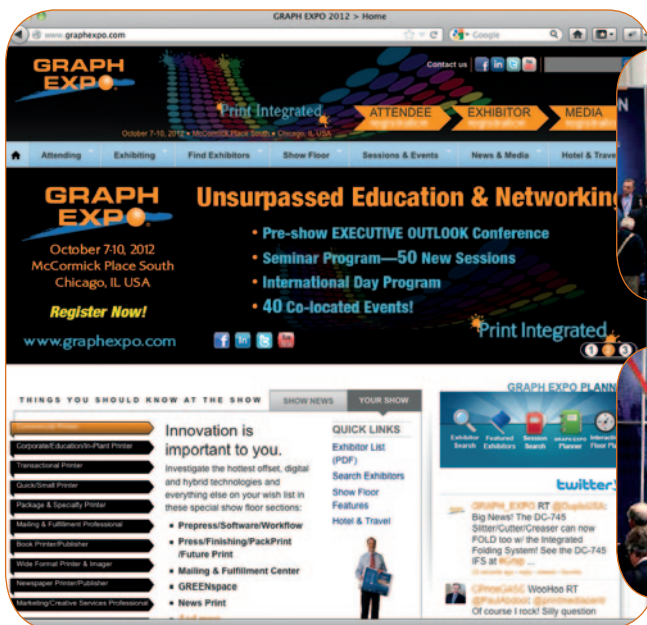 GRAPH EXPO 2012 > Home
www.graphexpo.com
Google
GRAPH
EXPO
Contact us
Print Integrated
ATTENDEE
EXHIBITOR
MEDIA
October 7-10, 2012 • McCormick Place South • Chicago, IL USA
Attending
Exhibiting
Find Exhibitors
Show Floor
Sessions & Events
News & Media
Hotel & Trave
GRAPH
EXPO
October 7-10, 2012
McCormick Place South
Chicago, IL USA
Register Now!
www.graphexpo.com
Unsurpassed Education & Networking
• Pre-show EXECUTIVE OUTLOOK Conference
• Seminar Program—50 New Sessions
• International Day Program
• 40 Co-located Events!
Print Integrated
1 2 3
THINGS YOU SHOULD KNOW AT THE SHOW
SHOW NEWS
YOUR SHOW
Commercial Printer
Corporate/Education/In-Plant Printer
Transactional Printer
Quick/Small Printer
Package & Specialty Printer
Mailing & Fulfillment Professional
Book Printer/Publisher
Wide Format Printer & Imager
Newspaper Printer/Publisher
Marketing/Creative Services Professional
Innovation is
important to you.
Investigate the hottest offset, digital
and hybrid technologies and
everything else on your wish list in
these special show floor sections:
• Prepress/Software/Workflow
• Press/Finishing/PackPrint
/Future Print
• Mailing & Fulfillment Center
• GREENspace
• News Print
QUICK LINKS
Exhibitor List
(PDF)
Search Exhibitors
Show Floor
Features
Hotel & Travel
GRAPH EXPO PLANN
Exhibitor
Search
Featured
Exhibitors
Session
Search
Planner
Interactiv
Floor Pl
twitter
GRAPH_EXPO RT @DuploUSA:
Big News! The DC-745
Slitter/Cutter/Creaser can now
FOLD too w/ the Integrated
Folding System! See the DC-745
IFS at
WooHoo RT
Of course I rock! Silly question